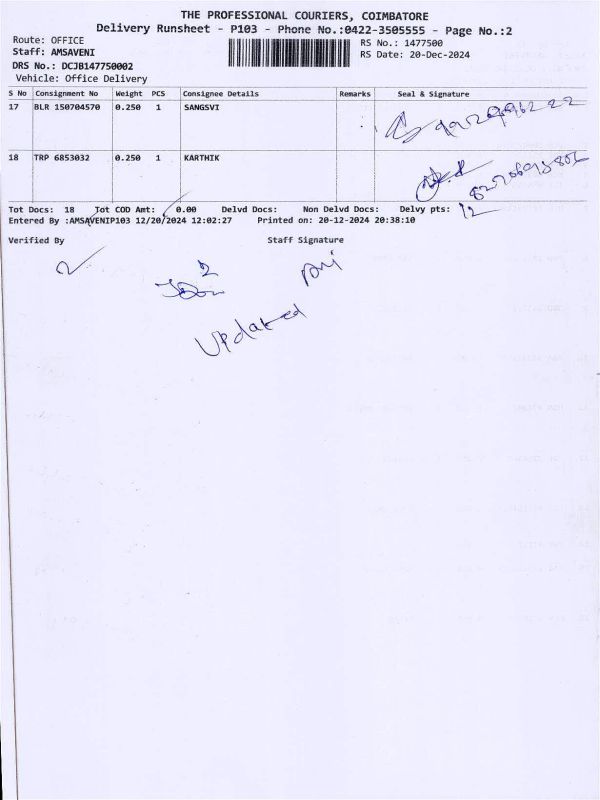 THE PROFESSIONAL COURIERS, COIMBATORE
Delivery Runsheet - P103 - Phone No.:0422-3505555 - Page No.:2
Route: OFFICE
RS No.: 1477500
Staff: AMSAVENI
RS Date: 20-Dec-2024
DRS No.: DCJB147750002
Vehicle: Office Delivery
S No Consignment No Weight PCS Consignee Details Remarks Seal & Signature
17 BLR 150704570 0.250 1 SANGSVI
18 TRP 6853032 0.250 1 KARTHIK
Tot Docs: 18 Tot COD Amt: 0.00 Delvd Docs: Non Delvd Docs: Delvy pts: 12
Entered By :AMSAVENIP103 12/20/2024 12:02:27 Printed on: 20-12-2024 20:38:10
Verified By Staff Signature
2
Updated